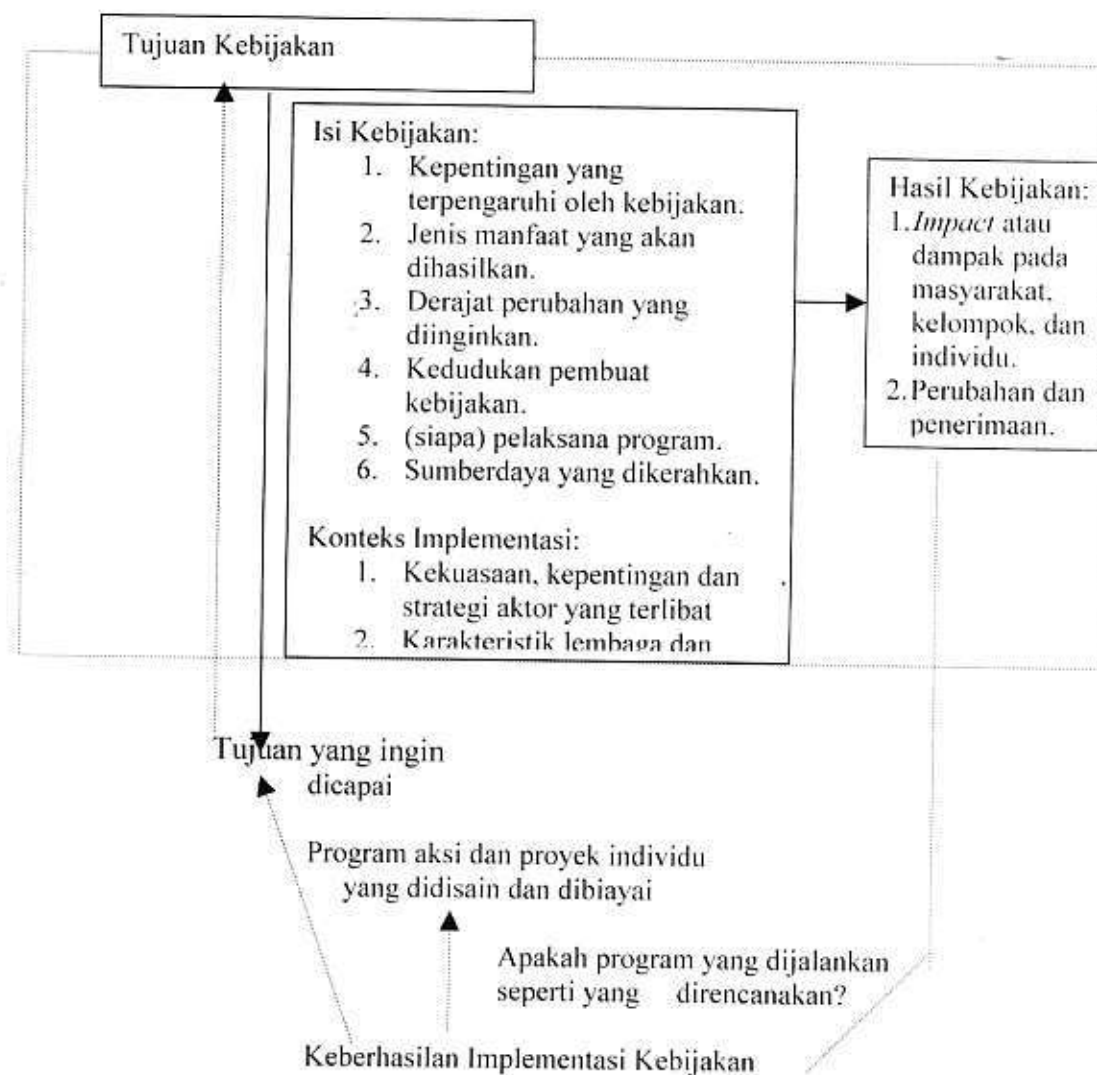 Tujuan Kebijakan
Isi Kebijakan:
1. Kepentingan yang
terpengaruhi oleh kebijakan.
2. Jenis manfaat yang akan
dihasilkan.
3. Derajat perubahan yang
diinginkan.
4. Kedudukan pembuat
kebijakan.
5. (siapa) pelaksana program.
6. Sumberdaya yang dikerahkan.
Konteks Implementasi:
1. Kekuasaan, kepentingan dan
strategi aktor yang terlibat
2. Karakteristik lembaga dan
Hasil Kebijakan:
1. Impact atau
dampak pada
masyarakat,
kelompok, dan
individu.
2. Perubahan dan
penerimaan.
Tujuan yang ingin
dicapai
Program aksi dan proyek individu
yang didisain dan dibiayai
Apakah program yang dijalankan
seperti yang direncanakan?
Keberhasilan Implementasi Kebijakan